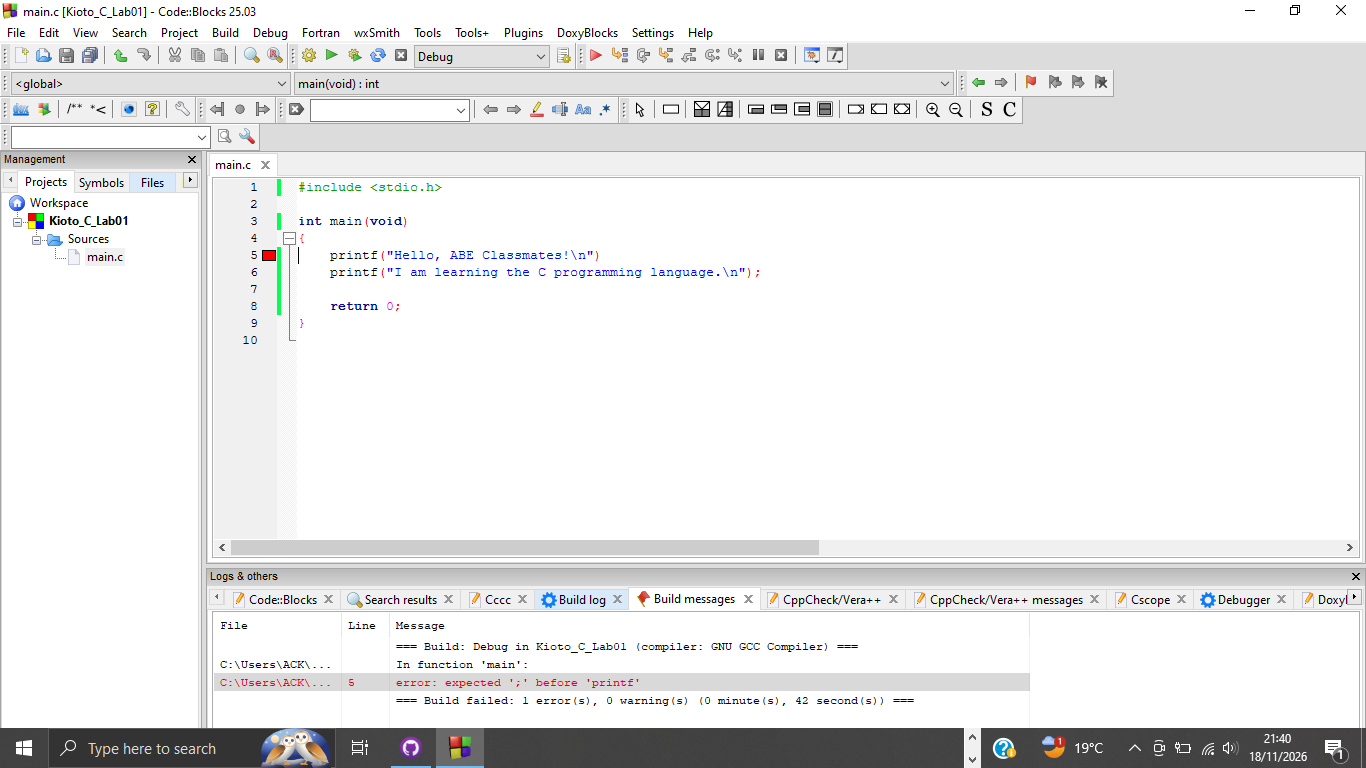 main.c [Kioto_C_Lab01] - Code::Blocks 25.03
File Edit View Search Project Build Debug Fortran wxSmith Tools Tools+ Plugins DoxyBlocks Settings Help
Debug
<global> main(void) : int
/** *< Aa .* S C
Management
Projects Symbols Files
Workspace
Kioto_C_Lab01
Sources
main.c
main.c
1 #include <stdio.h>
2
3 int main(void)
4 {
5 printf("Hello, ABE Classmates!\n")
6 printf("I am learning the C programming language.\n");
7
8 return 0;
9 }
10
Logs & others
Code::Blocks Search results Cccc Build log Build messages CppCheck/Vera++ CppCheck/Vera++ messages Cscope Debugger Doxyl
File Line Message
=== Build: Debug in Kioto_C_Lab01 (compiler: GNU GCC Compiler) ===
C:\Users\ACK\... In function 'main':
C:\Users\ACK\... 5 error: expected ';' before 'printf'
=== Build failed: 1 error(s), 0 warning(s) (0 minute(s), 42 second(s)) ===
Type here to search
1 19°C
21:40
18/11/2026
1